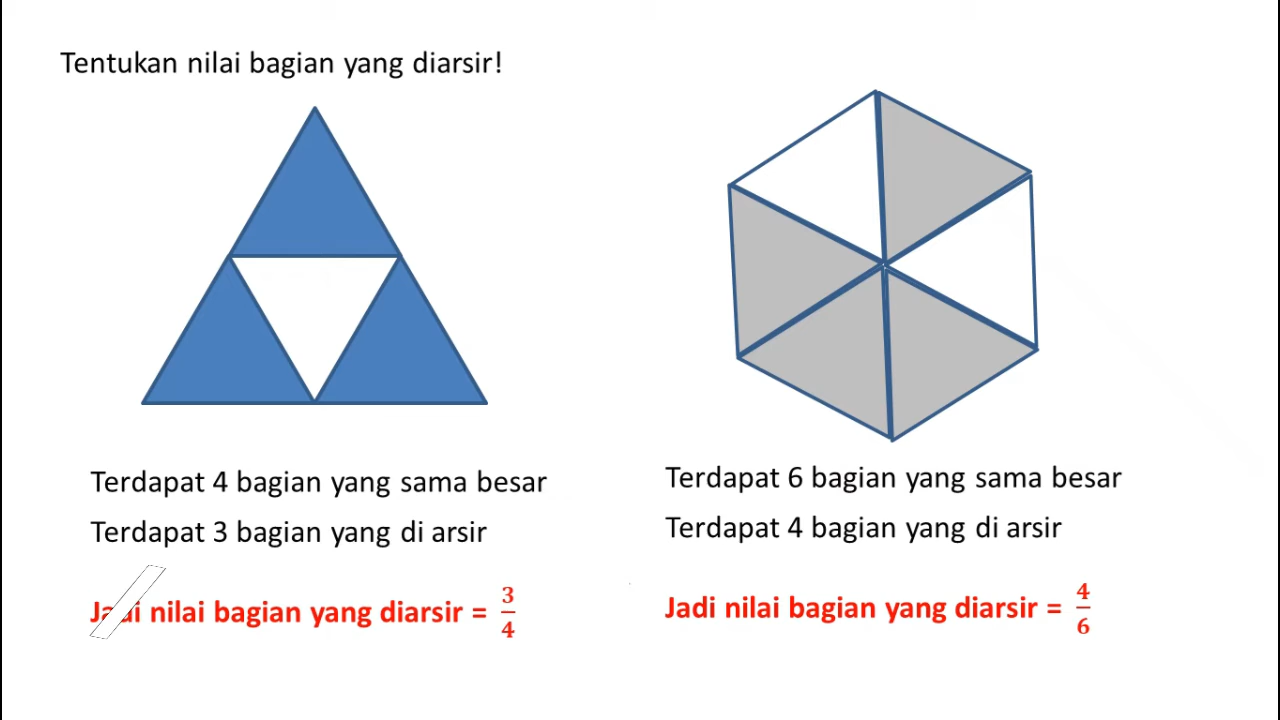 Tentukan nilai bagian yang diarsir!
Terdapat 4 bagian yang sama besar
Terdapat 3 bagian yang di arsir
Jadi nilai bagian yang diarsir = 3/4
Terdapat 6 bagian yang sama besar
Terdapat 4 bagian yang di arsir
Jadi nilai bagian yang diarsir = 4/6